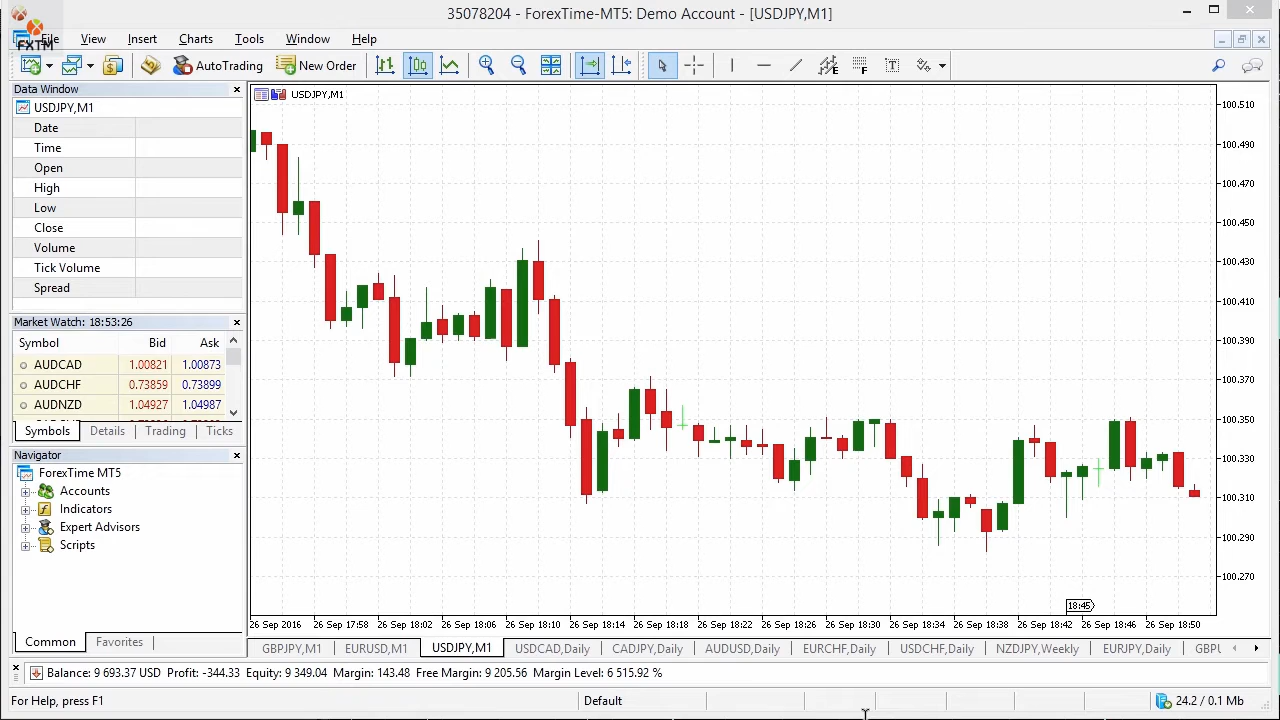 35078204 - ForexTime-MT5: Demo Account - [USDJPY,M1]
FXTM
File View Insert Charts Tools Window Help
AutoTrading New Order
Data Window
USDJPY,M1
Date
Time
Open
High
Low
Close
Volume
Tick Volume
Spread
Market Watch: 18:53:26
Symbol Bid Ask
AUDCAD 1.00821 1.00873
AUDCHF 0.73859 0.73899
AUDNZD 1.04927 1.04987
Symbols Details Trading Ticks
Navigator
ForexTime MT5
Accounts
Indicators
Expert Advisors
Scripts
Common Favorites
USDJPY,M1
100.510
100.490
100.470
100.450
100.430
100.410
100.390
100.370
100.350
100.330
100.310
100.290
100.270
18:45
26 Sep 2016 26 Sep 17:58 26 Sep 18:02 26 Sep 18:06 26 Sep 18:10 26 Sep 18:14 26 Sep 18:18 26 Sep 18:22 26 Sep 18:26 26 Sep 18:30 26 Sep 18:34 26 Sep 18:38 26 Sep 18:42 26 Sep 18:46 26 Sep 18:50
GBPJPY,M1 EURUSD,M1 USDJPY,M1 USDCAD,Daily CADJPY,Daily AUDUSD,Daily EURCHF,Daily USDCHF,Daily NZDJPY,Weekly EURJPY,Daily
Balance: 9 693.37 USD Profit: -344.33 Equity: 9 349.04 Margin: 143.48 Free Margin: 9 205.56 Margin Level: 6 515.92 %
For Help, press F1 Default 24.2 / 0.1 Mb